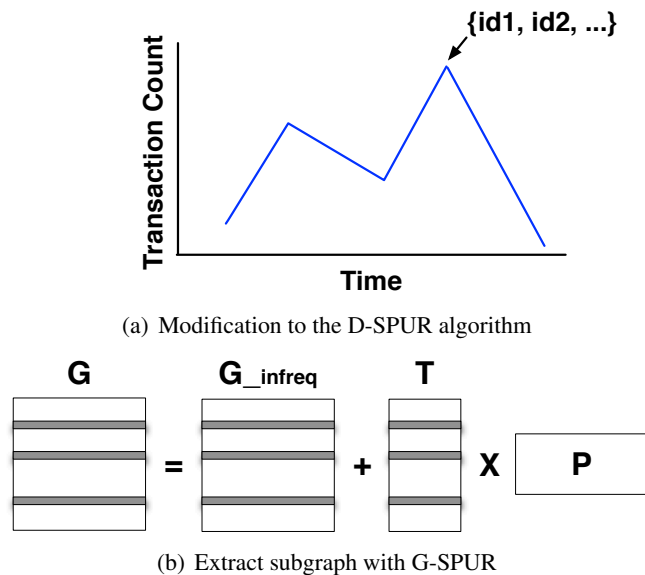 {id1, id2, ...}
Transaction Count
Time
(a) Modification to the D-SPUR algorithm
G G_infreq T
= + X P
(b) Extract subgraph with G-SPUR